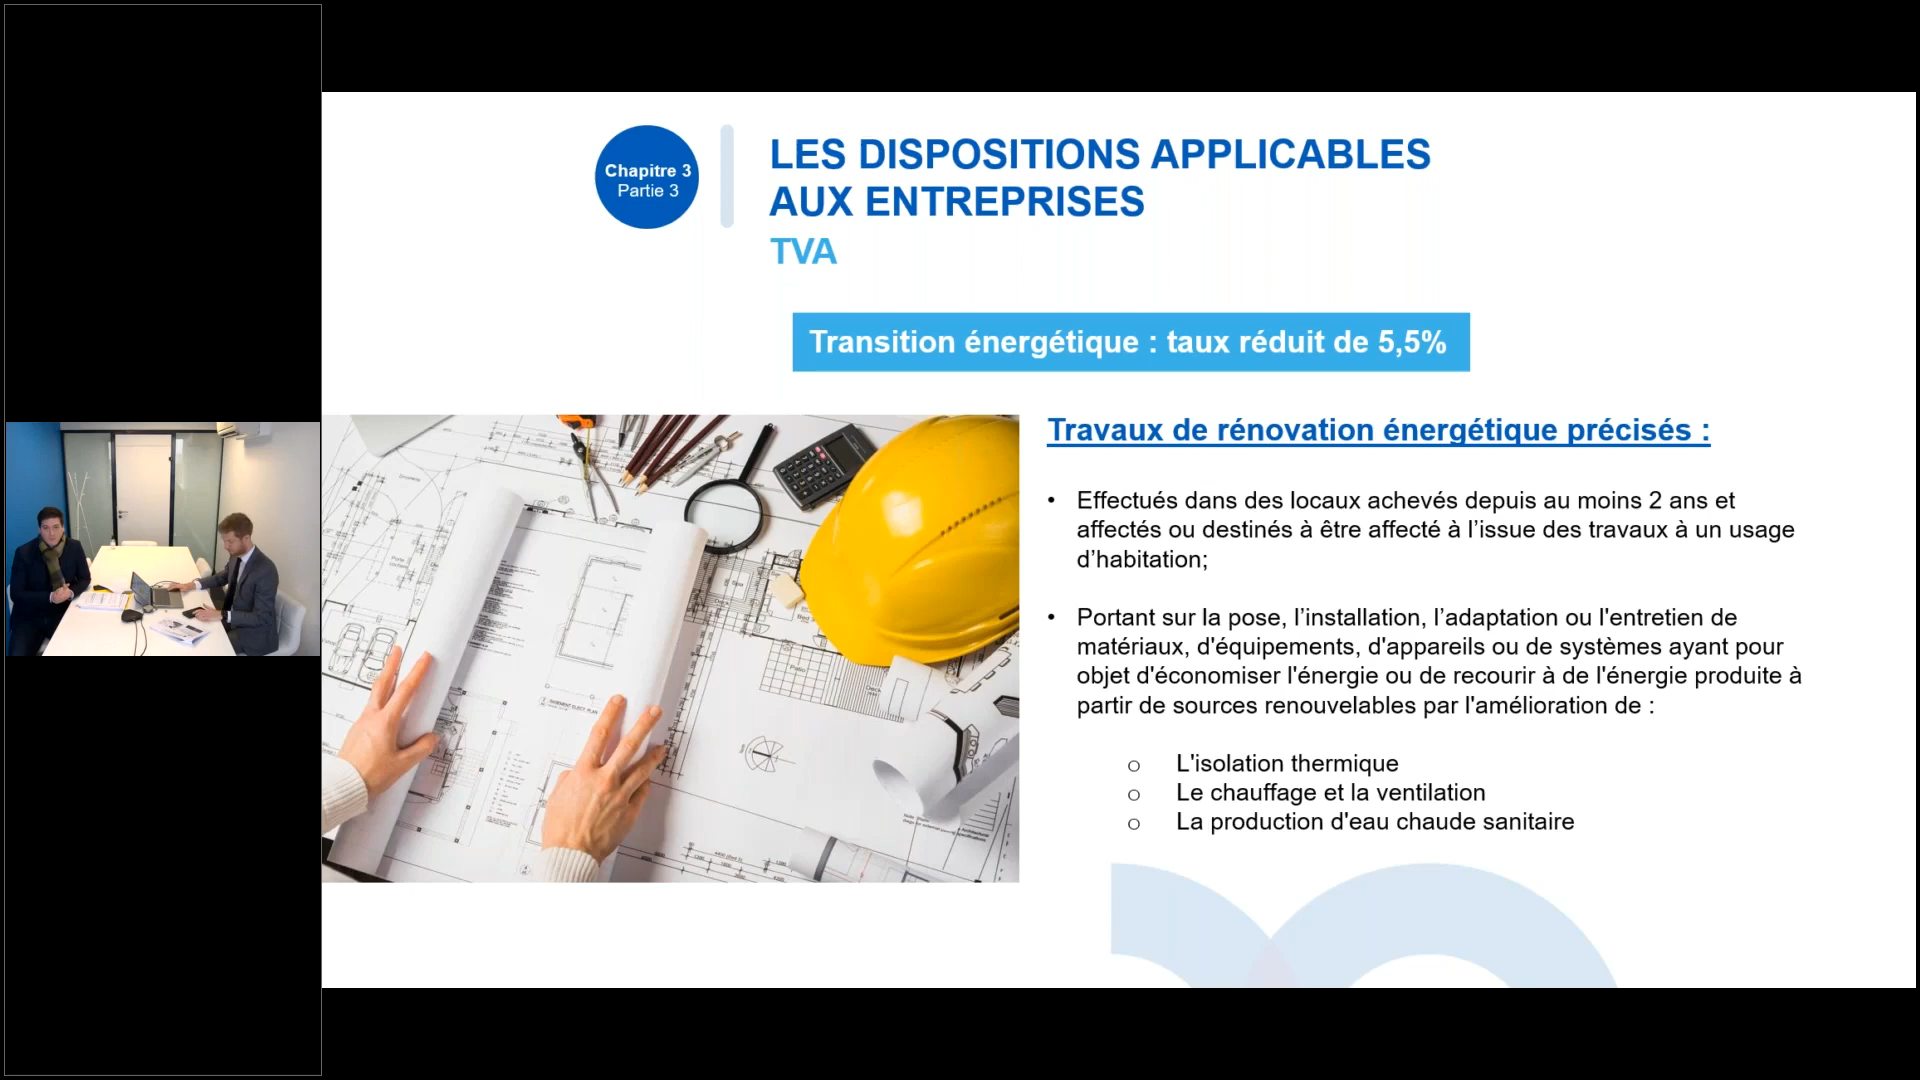 Chapitre 3
Partie 3
LES DISPOSITIONS APPLICABLES
AUX ENTREPRISES
TVA
Transition énergétique : taux réduit de 5,5%
Travaux de rénovation énergétique précisés :
• Effectués dans des locaux achevés depuis au moins 2 ans et
affectés ou destinés à être affecté à l’issue des travaux à un usage
d’habitation;
• Portant sur la pose, l’installation, l’adaptation ou l'entretien de
matériaux, d'équipements, d'appareils ou de systèmes ayant pour
objet d'économiser l'énergie ou de recourir à de l'énergie produite à
partir de sources renouvelables par l'amélioration de :
o L'isolation thermique
o Le chauffage et la ventilation
o La production d'eau chaude sanitaire